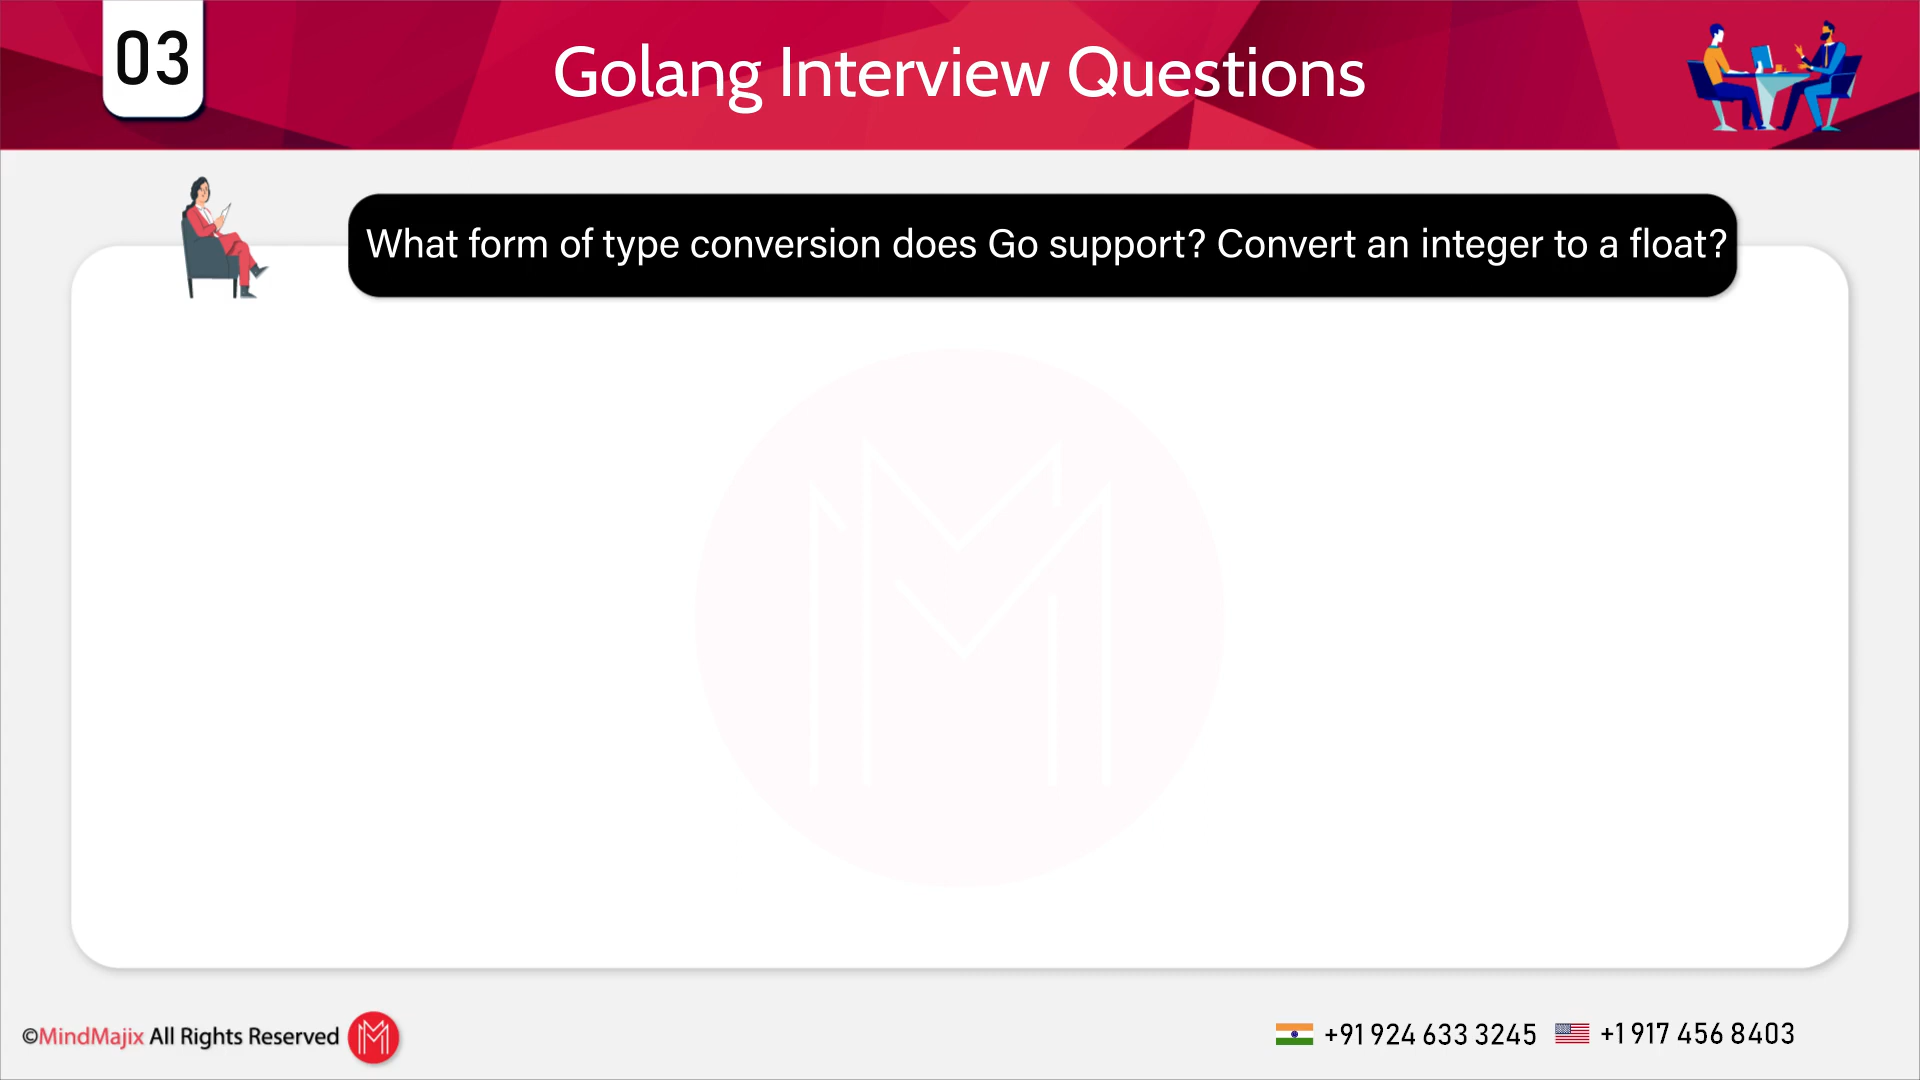 03
Golang Interview Questions
What form of type conversion does Go support? Convert an integer to a float?
©MindMajix All Rights Reserved
+91 924 633 3245
+1 917 456 8403